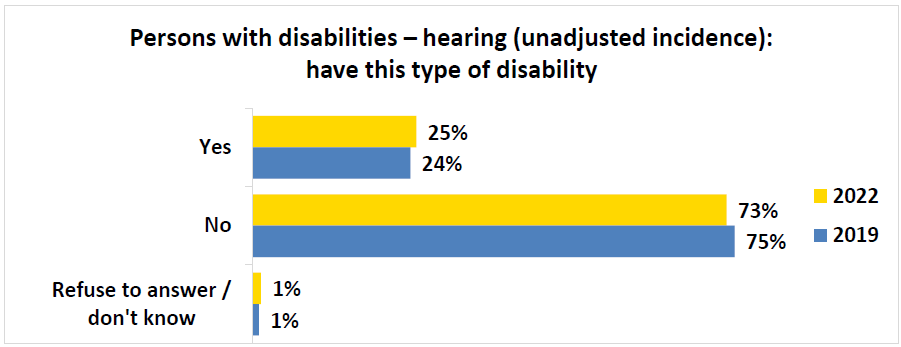 Persons with disabilities – hearing (unadjusted incidence):
have this type of disability
Yes
25%
24%
No
73%
75%
Refuse to answer /
don't know
1%
1%
2022
2019